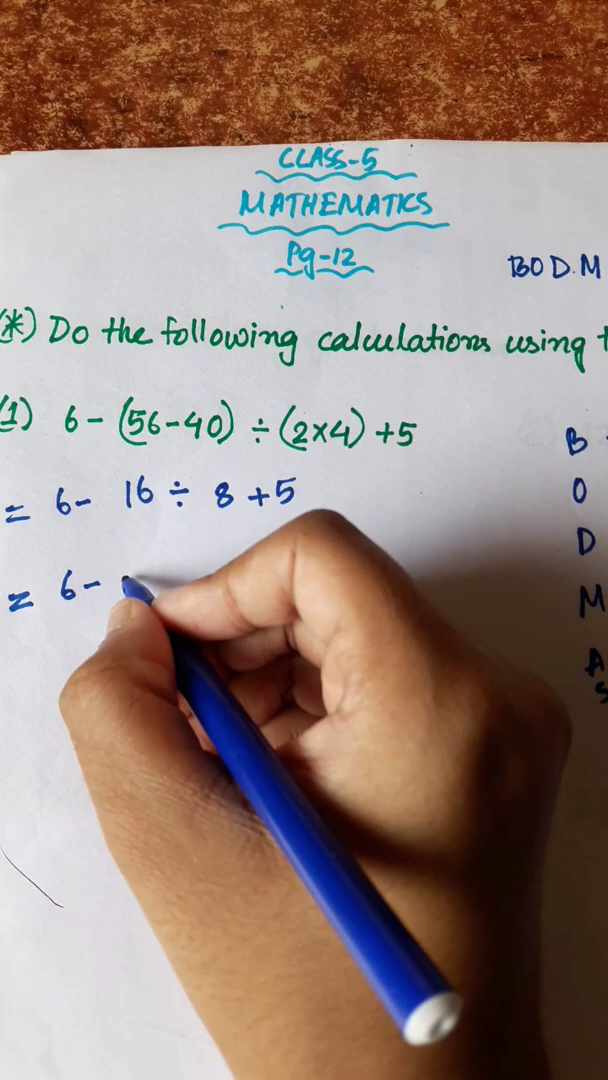 CLASS-5
MATHEMATICS
Pg-12
BODM
(*) Do the following calculations using
(1) 6-(56-40)÷(2×4)+5
= 6- 16÷ 8+5
= 6-
B
O
D
M
A
S